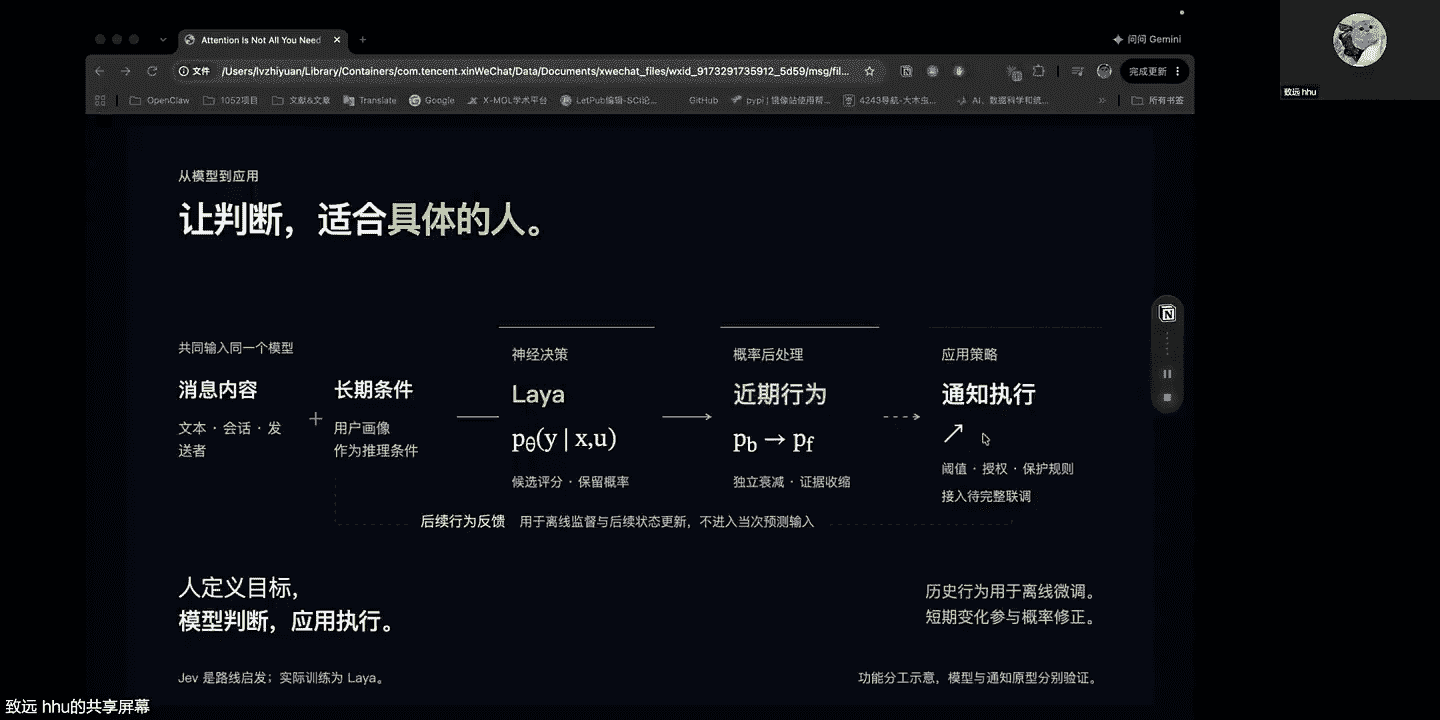 Attention Is Not All You Need
问问 Gemini
文件
/Users/lvzhiyuan/Library/Containers/com.tencent.xinWeChat/Data/Documents/xwechat_files/wxid_9173291735912_5d59/msg/fil...
完成更新
OpenClaw 1052项目 文献&文章 Translate Google X-MOL学术平台 LetPub编辑-SCI论... GitHub pypi | 镜像站使用帮... 4243导航-大木虫... AI、数据科学和统... 所有书签
致远 hhu
从模型到应用
让判断，适合具体的人。
共同输入同一个模型
消息内容
文本 · 会话 · 发
送者
+
长期条件
用户画像
作为推理条件
神经决策
Laya
pθ(y | x,u)
候选评分 · 保留概率
概率后处理
近期行为
pb → pf
独立衰减 · 证据收缩
应用策略
通知执行
阈值 · 授权 · 保护规则
接入待完整联调
后续行为反馈 用于离线监督与后续状态更新，不进入当次预测输入
人定义目标，
模型判断，应用执行。
历史行为用于离线微调。
短期变化参与概率修正。
Jev 是路线启发；实际训练为 Laya。
功能分工示意，模型与通知原型分别验证。
致远 hhu的共享屏幕